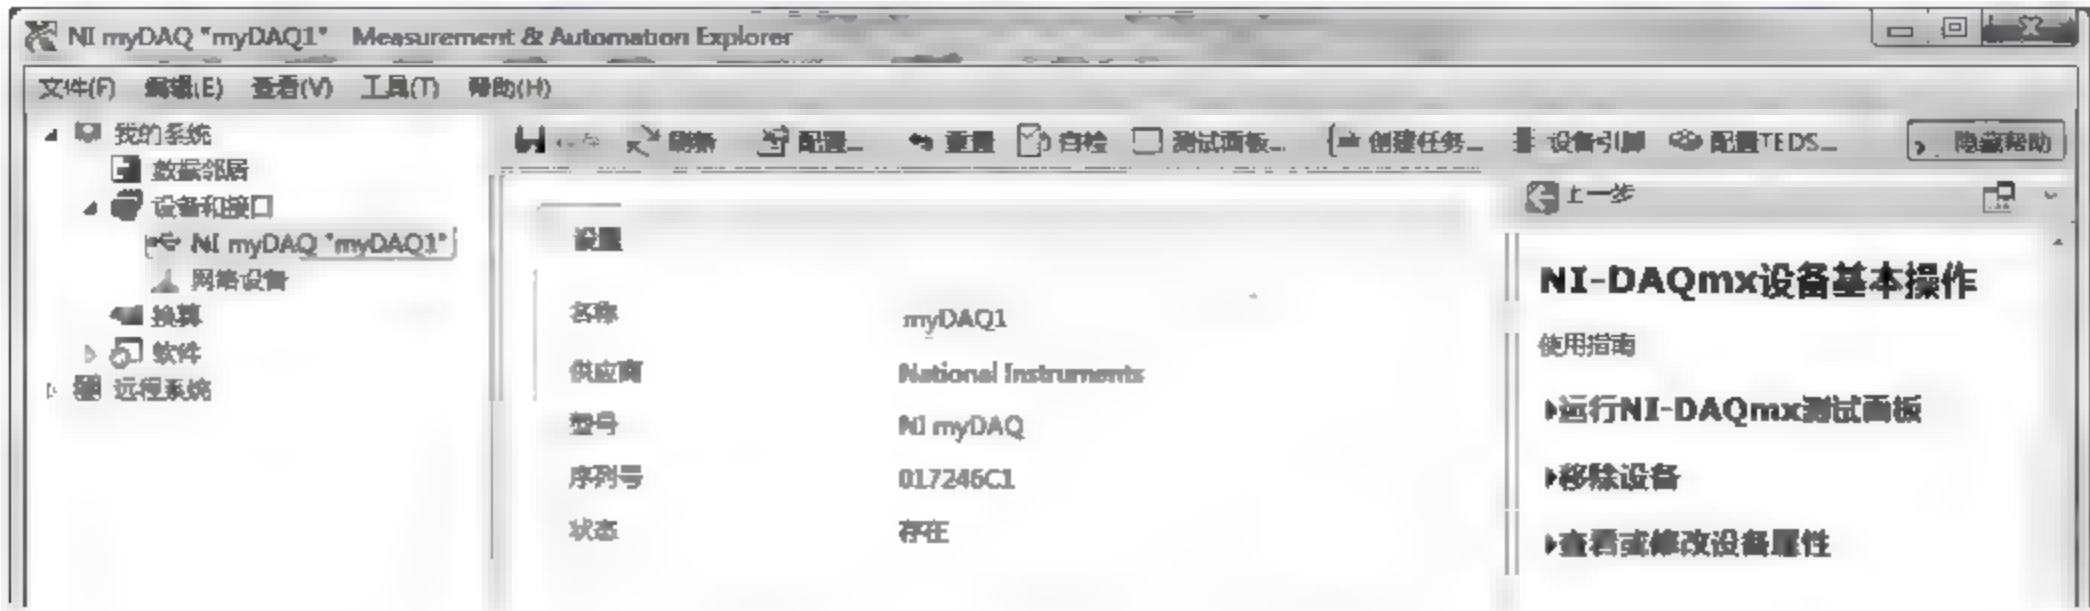 NI myDAQ "myDAQ1" Measurement & Automation Explorer
文件(F) 编辑(E) 查看(V) 工具(T) 帮助(H)
我的系统
数据邻居
设备和接口
NI myDAQ "myDAQ1"
网络设备
换算
软件
远程系统
刷新 配置... 重置 自检 测试面板... 创建任务... 设备引脚 配置TEDS... 隐藏帮助
设置
名称 myDAQ1
供应商 National Instruments
型号 NI myDAQ
序列号 017246C1
状态 存在
上一步
NI-DAQmx设备基本操作
使用指南
运行NI-DAQmx测试面板
移除设备
查看或修改设备属性